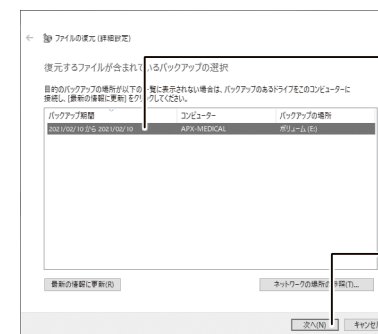 ファイルの復元 (詳細設定)
復元するファイルが含まれているバックアップの選択
目的のバックアップの場所が以下の一覧に表示されない場合は、バックアップのあるドライブをこのコンピューターに
接続し、[最新の情報に更新] をクリックしてください。
バックアップ期間 コンピューター バックアップの場所
2021/02/10 から 2021/02/10 APX-MEDICAL ボリューム (E:)
最新の情報に更新(R) ネットワークの場所の参照(T)...
次へ(N) キャンセル